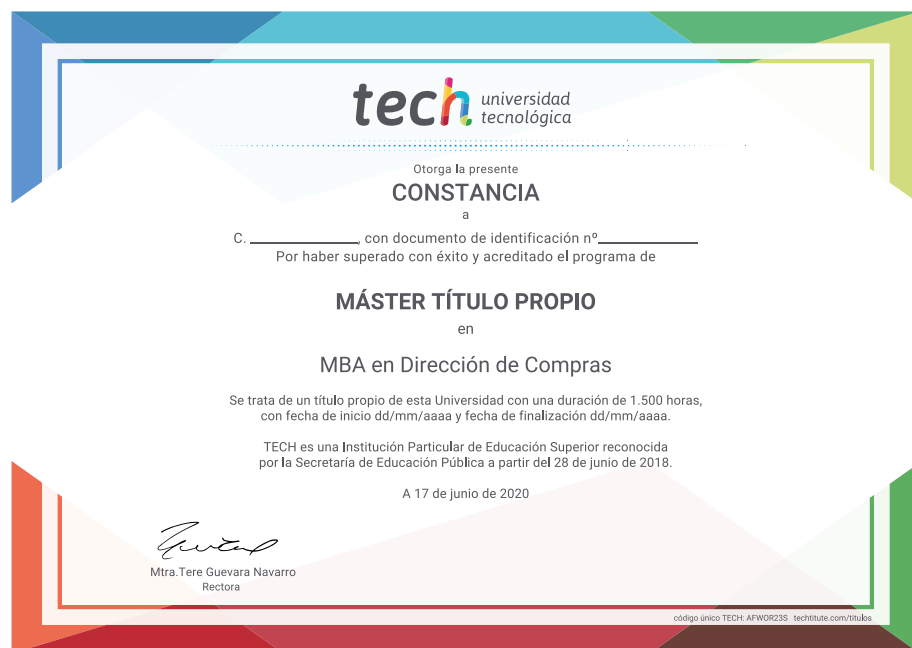 tech universidad
tecnológica
Otorga la presente
CONSTANCIA
a
C. ____________, con documento de identificación nº____________
Por haber superado con éxito y acreditado el programa de
MÁSTER TÍTULO PROPIO
en
MBA en Dirección de Compras
Se trata de un título propio de esta Universidad con una duración de 1.500 horas,
con fecha de inicio dd/mm/aaaa y fecha de finalización dd/mm/aaaa.
TECH es una Institución Particular de Educación Superior reconocida
por la Secretaría de Educación Pública a partir del 28 de junio de 2018.
A 17 de junio de 2020
Mtra.Tere Guevara Navarro
Rectora
código único TECH: AFWOR23S techtitute.com/titulos